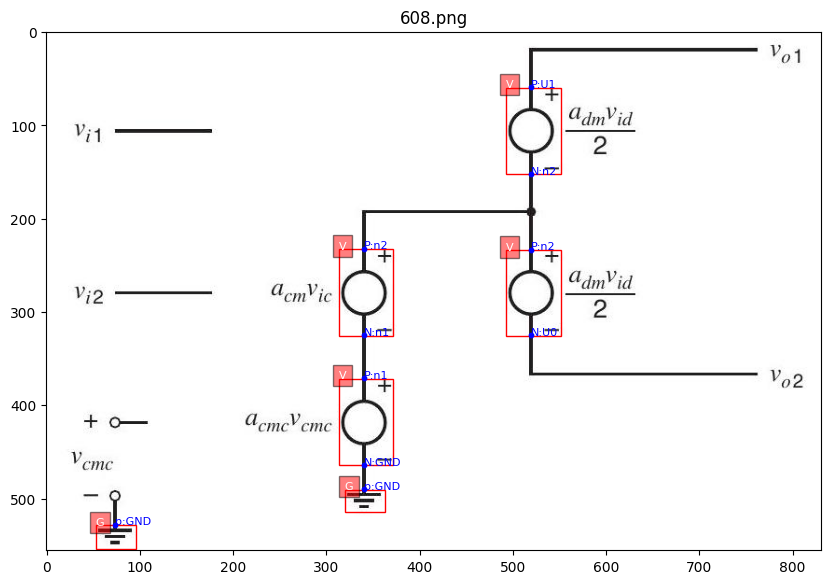 608.png
0
100
200
300
400
500
0
100
200
300
400
500
600
700
800
v_{o1}
V
P:U1
+
a_{dm}v_{id}
2
v_{i1}
−
N:n2
V
P:n2
+
V
P:n2
+
a_{dm}v_{id}
2
v_{i2}
a_{cm}v_{ic}
−
N:n1
−
N:U0
V
P:n1
+
v_{o2}
a_{cmc}v_{cmc}
+
v_{cmc}
−
−
N:GND
G
p:GND
G
p:GND